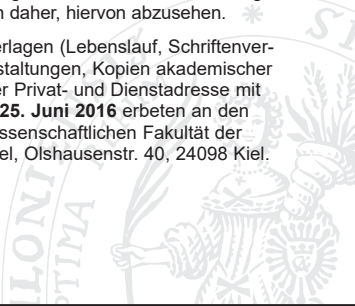 n daher, hiervon abzusehen.
erlagen (Lebenslauf, Schriftenver-
staltungen, Kopien akademischer
er Privat- und Dienstadresse mit
25. Juni 2016 erbeten an den
ssenschaftlichen Fakultät der
el, Olshausenstr. 40, 24098 Kiel.